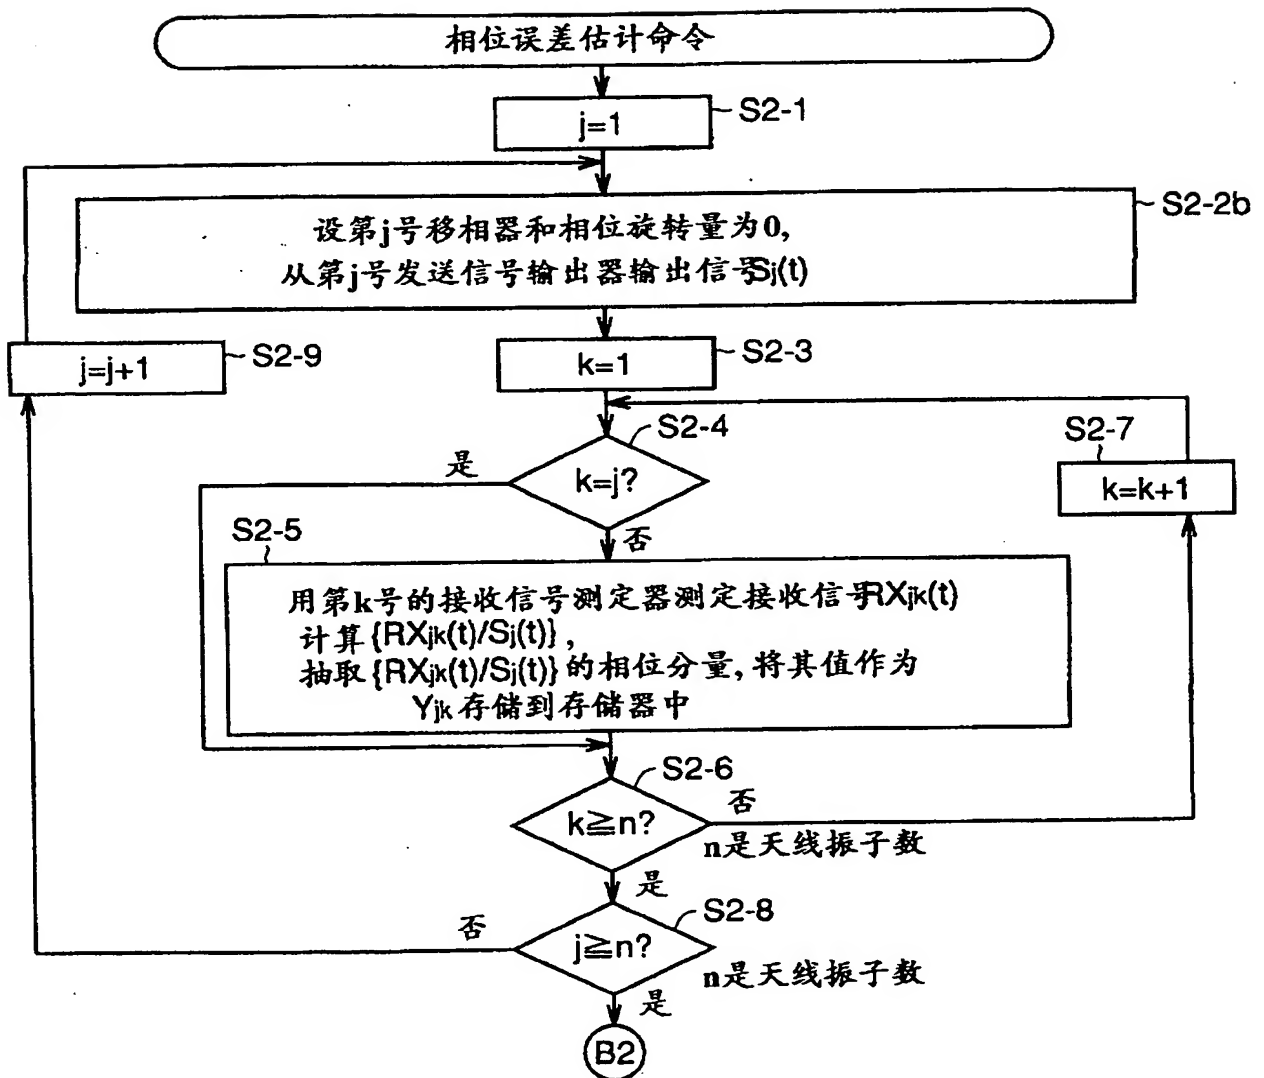 相位误差估计命令
j=1
S2-1
设第j号移相器和相位旋转量为0,
从第j号发送信号输出器输出信号Sj(t)
S2-2b
j=j+1
S2-9
k=1
S2-3
S2-4
k=j?
是
否
S2-7
k=k+1
S2-5
用第k号的接收信号测定器测定接收信号RXjk(t)
计算{RXjk(t)/Sj(t)},
抽取{RXjk(t)/Sj(t)}的相位分量,将其值作为
Yjk存储到存储器中
S2-6
k≧n?
否
n是天线振子数
是
S2-8
j≧n?
否
n是天线振子数
是
B2